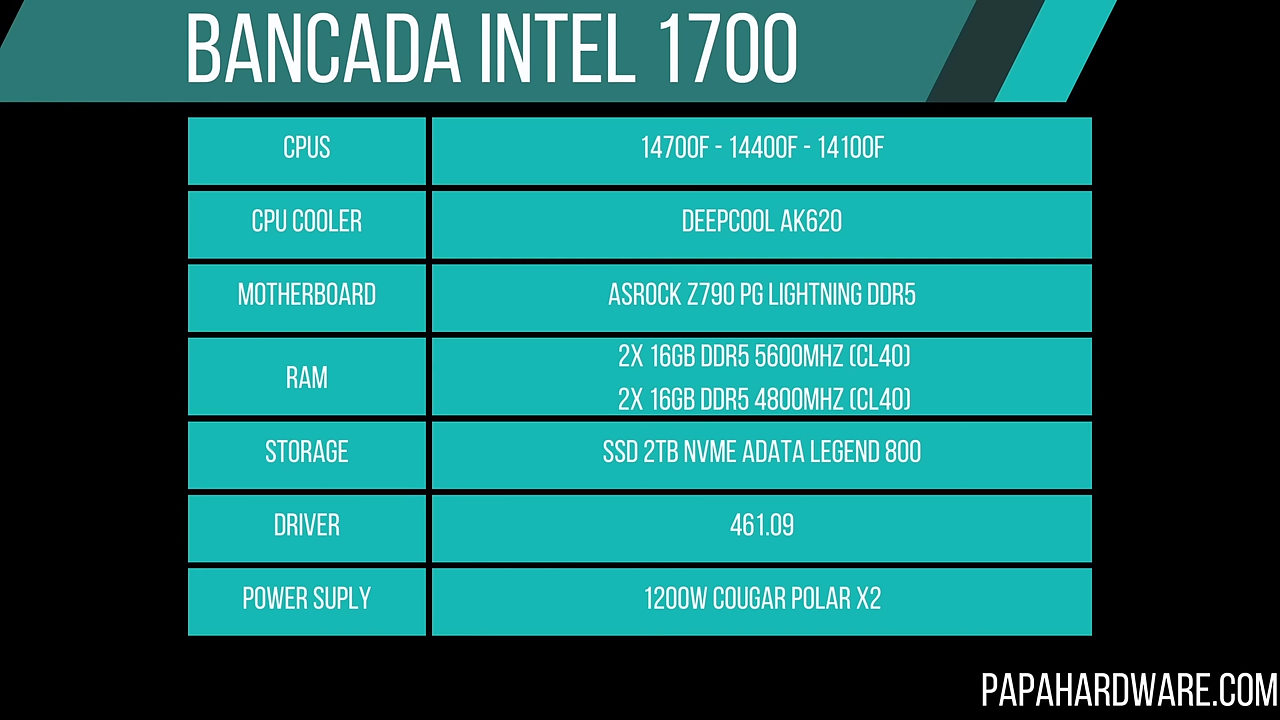 BANCADA INTEL 1700
CPUS
14700F - 14400F - 14100F
CPU COOLER
DEEPCOOL AK620
MOTHERBOARD
ASROCK Z790 PG LIGHTNING DDR5
RAM
2X 16GB DDR5 5600MHZ (CL40)
2X 16GB DDR5 4800MHZ (CL40)
STORAGE
SSD 2TB NVME ADATA LEGEND 800
DRIVER
461.09
POWER SUPLY
1200W COUGAR POLAR X2
PAPAHARDWARE.COM